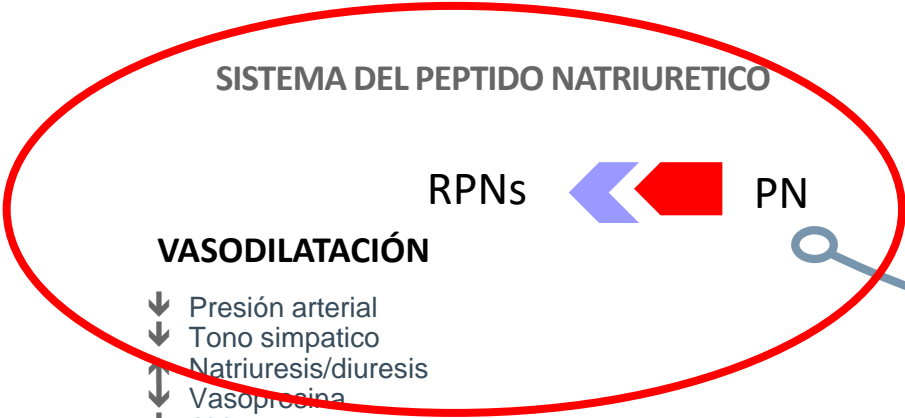 SISTEMA DEL PEPTIDO NATRIURETICO
RPNs PN
VASODILATACIÓN
Presión arterial
Tono simpatico
Natriuresis/diuresis
Vasopresina